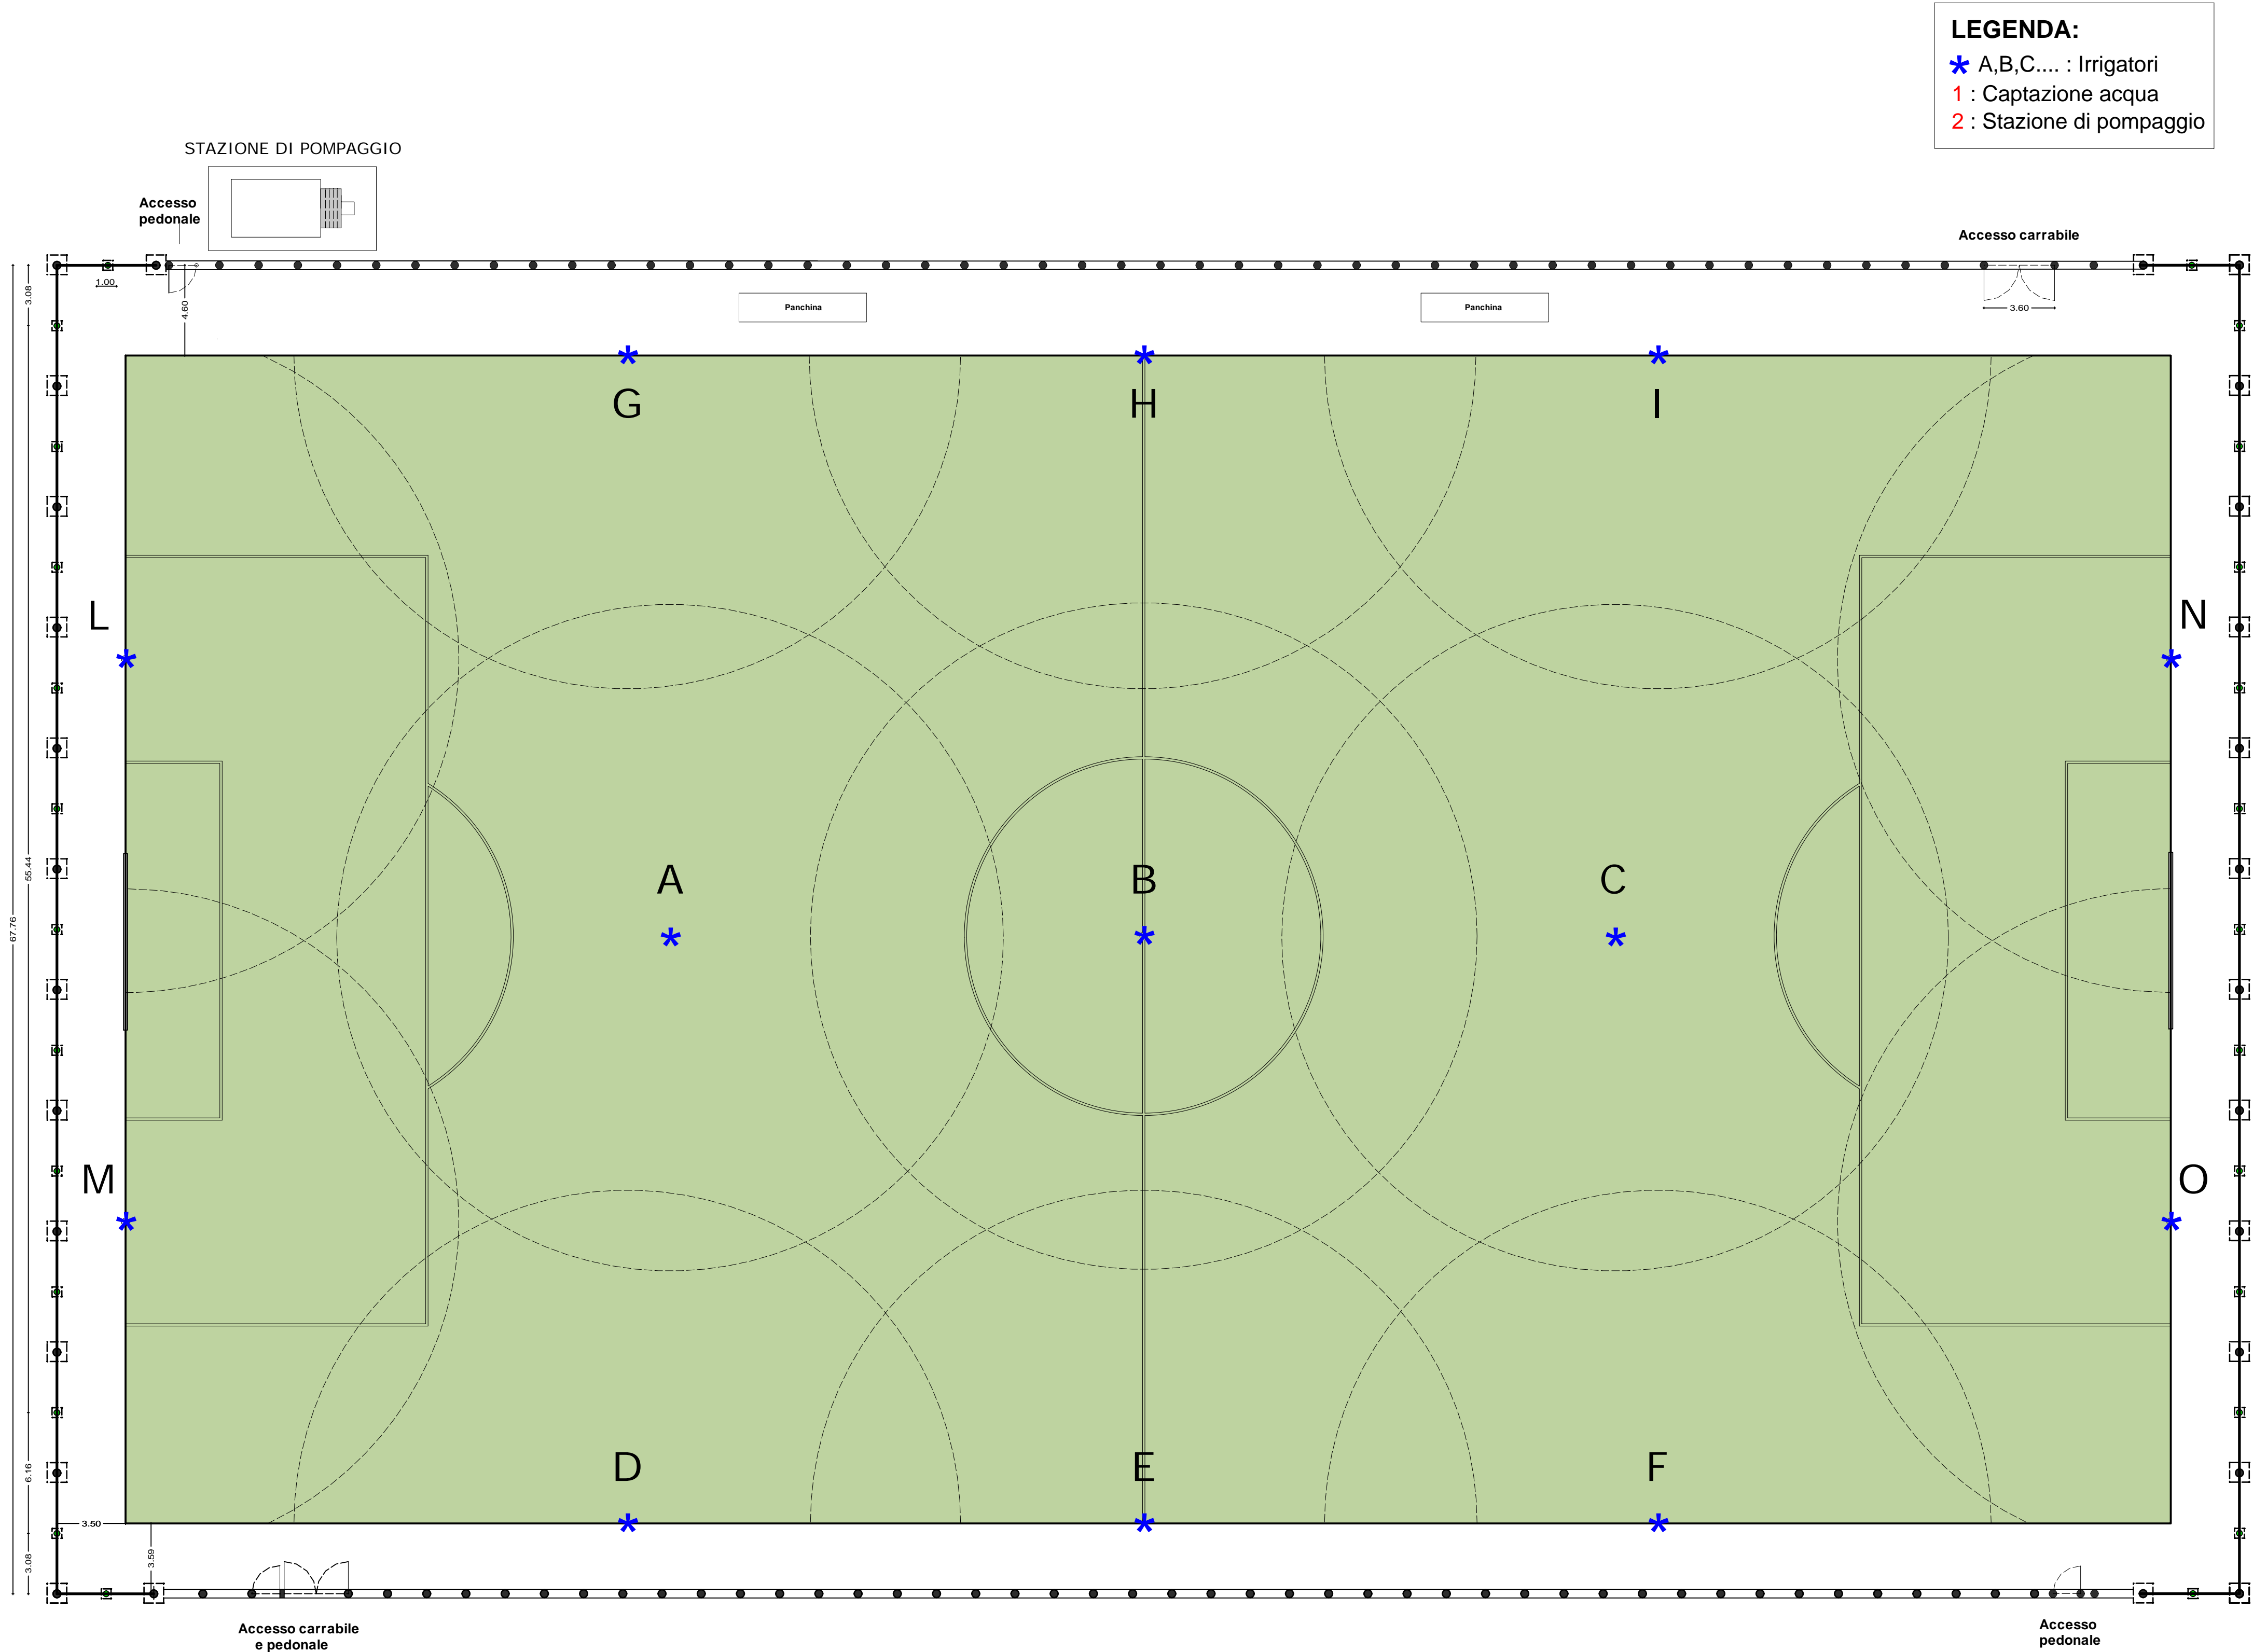 LEGENDA:
* A,B,C.... : Irrigatori
1 : Captazione acqua
2 : Stazione di pompaggio
STAZIONE DI POMPAGGIO
Accesso
pedonale
Accesso carrabile
1.00
3.08
4.60
Panchina
Panchina
3.60
G
H
I
L
N
A
B
C
55.44
67.76
M
O
D
E
F
6.16
3.50
3.59
3.08
Accesso carrabile
e pedonale
Accesso
pedonale